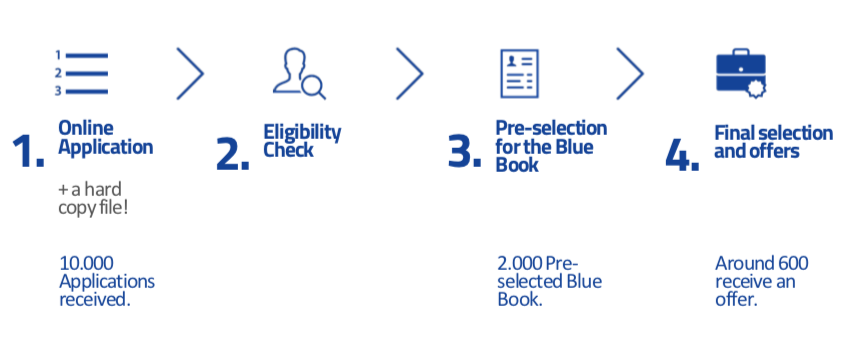 1
2
3
1.
Online
Application
+ a hard
copy file!
10.000
Applications
received.
2.
Eligibility
Check
3.
Pre-selection
for the Blue
Book
2.000 Pre-
selected Blue
Book.
4.
Final selection
and offers
Around 600
receive an
offer.